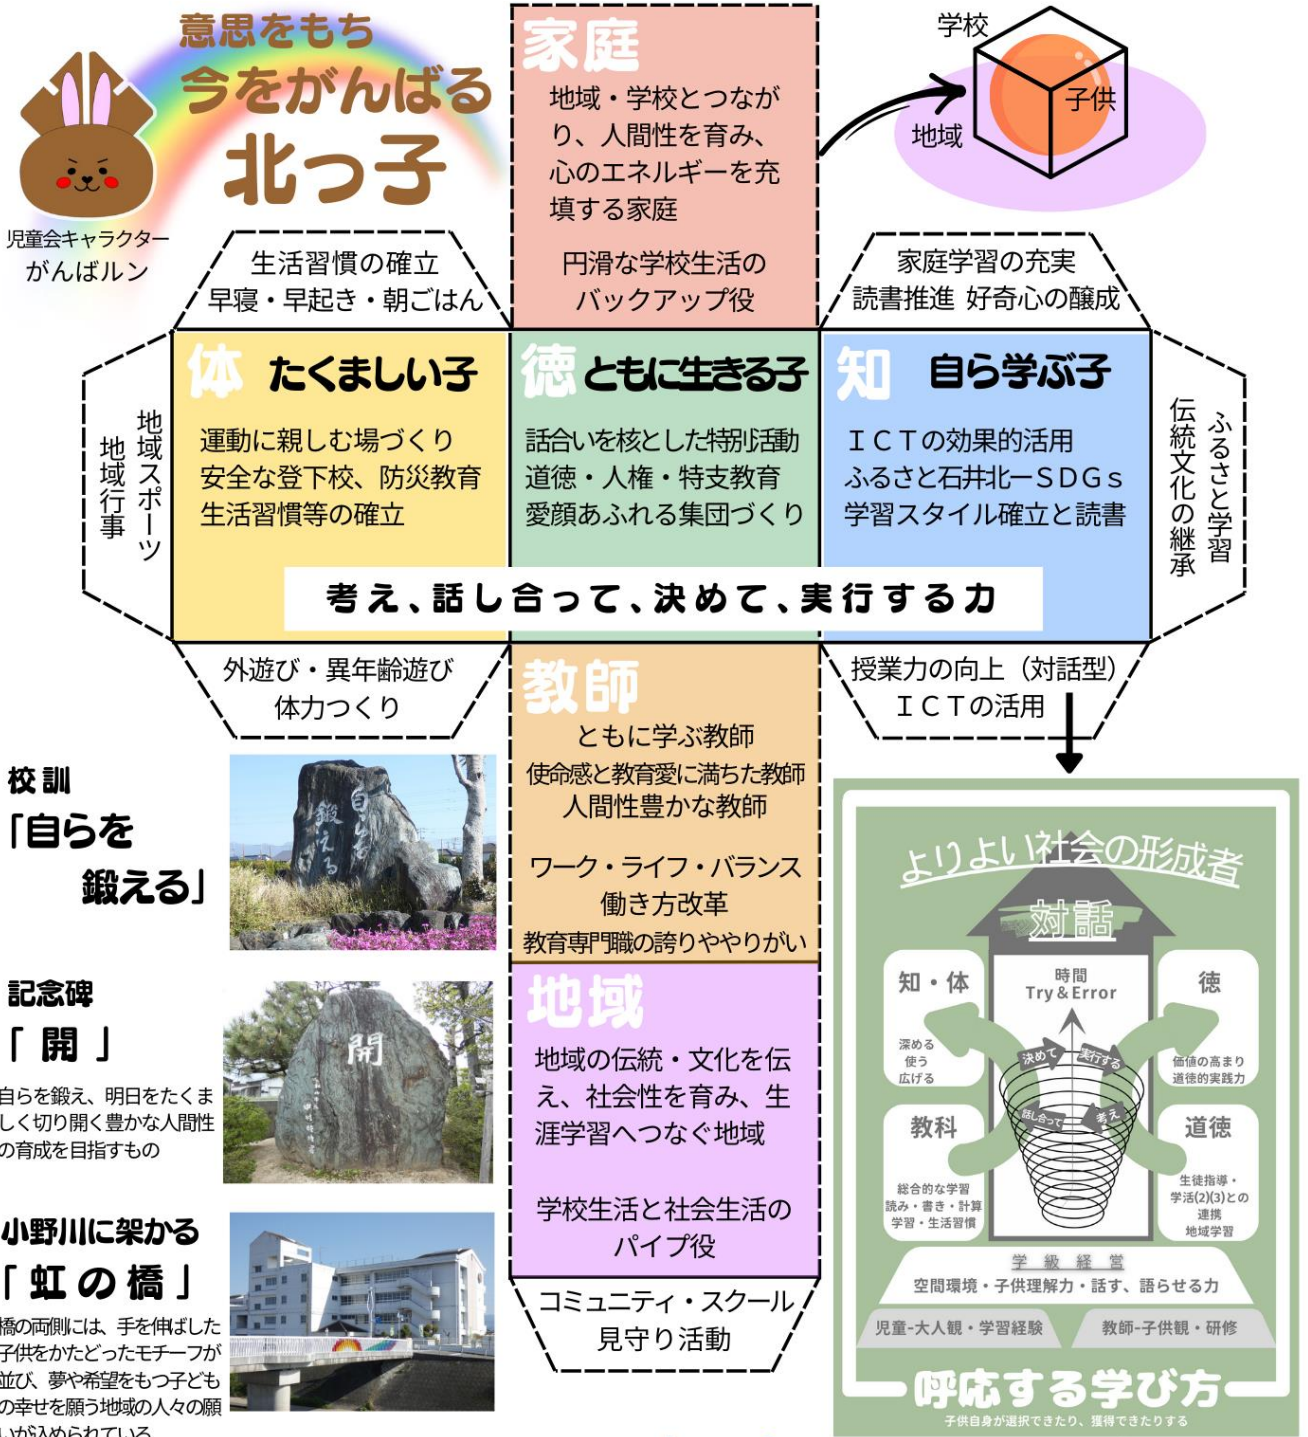 意思をもち
今をがんばる
北っ子
児童会キャラクター
がんばルン
家庭
地域・学校とつなが
り、人間性を育み、
心のエネルギーを充
填する家庭
円滑な学校生活の
バックアップ役
学校
子供
地域
生活習慣の確立
早寝・早起き・朝ごはん
家庭学習の充実
読書推進 好奇心の醸成
地域スポーツ
地域行事
体 たくましい子
運動に親しむ場づくり
安全な登下校、防災教育
生活習慣等の確立
徳 ともに生きる子
話合いを核とした特別活動
道徳・人権・特支教育
愛顔あふれる集団づくり
知 自ら学ぶ子
ICTの効果的活用
ふるさと石井北ーSDGs
学習スタイル確立と読書
ふるさと学習
伝統文化の継承
考え、話し合って、決めて、実行する力
外遊び・異年齢遊び
体力つくり
授業力の向上（対話型）
ICTの活用
教師
ともに学ぶ教師
使命感と教育愛に満ちた教師
人間性豊かな教師
ワーク・ライフ・バランス
働き方改革
教育専門職の誇りややりがい
地域
地域の伝統・文化を伝
え、社会性を育み、生
涯学習へつなぐ地域
学校生活と社会生活の
パイプ役
コミュニティ・スクール
見守り活動
校訓
「自らを
鍛える」
自らを
鍛える
記念碑
「開」
自らを鍛え、明日をたくま
しく切り開く豊かな人間性
の育成を目指すもの
開
小野川に架かる
「虹の橋」
橋の両側には、手を伸ばした
子供をかたどったモチーフが
並び、夢や希望をもつ子ども
の幸せを願う地域の人々の願
いが込められている
よりよい社会の形成者
対話
時間
Try＆Error
知・体
深める
使う
広げる
徳
価値の高まり
道徳的実践力
決めて
実行する
話し合って
考え
教科
総合的な学習
読み・書き・計算
学習・生活習慣
道徳
生徒指導・
学活(2)(3)との
連携
地域学習
学級経営
空間環境・子供理解力・話す、語らせる力
児童-大人観・学習経験
教師-子供観・研修
呼応する学び方
子供自身が選択できたり、獲得できたりする